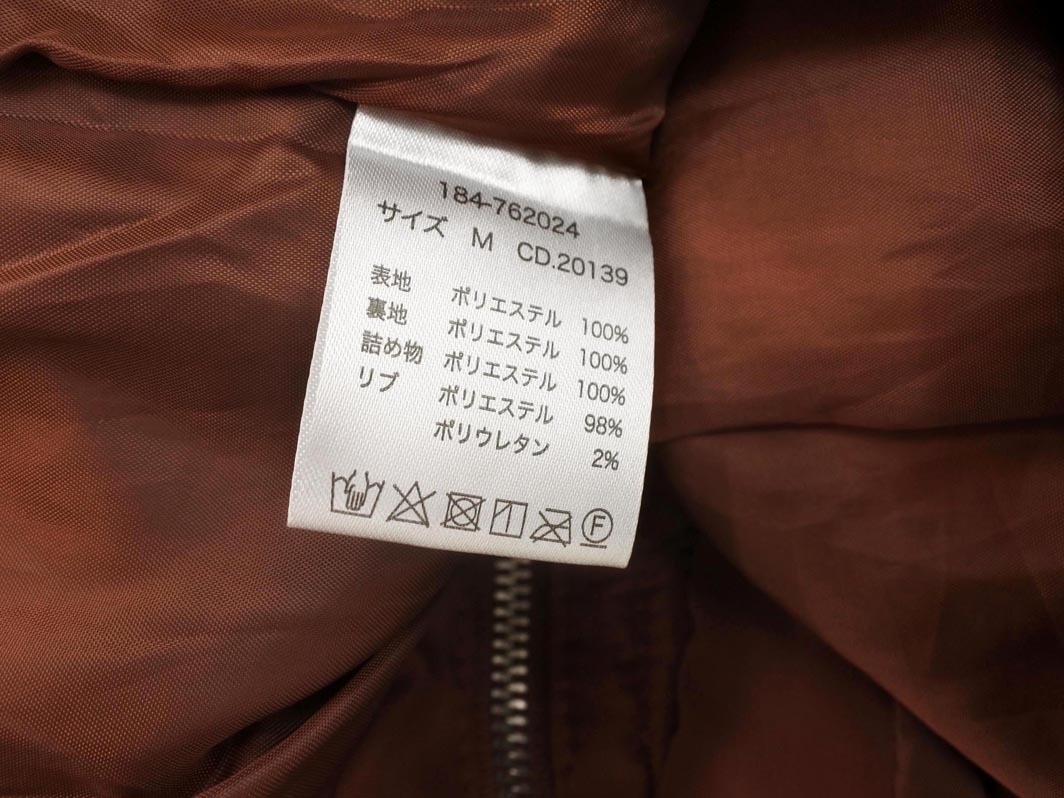 184-762024
サイズ M CD.20139
表地 ポリエステル 100%
裏地 ポリエステル 100%
詰め物 ポリエステル 100%
リブ ポリエステル 98%
ポリウレタン 2%
F